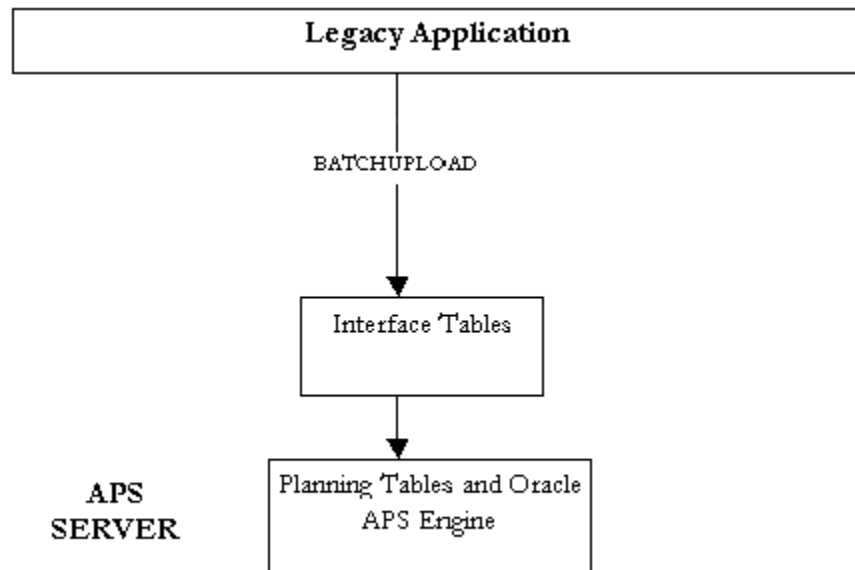 Legacy Application
BATCHUPLOAD
Interface Tables
Planning Tables and Oracle
APS Engine
APS
SERVER